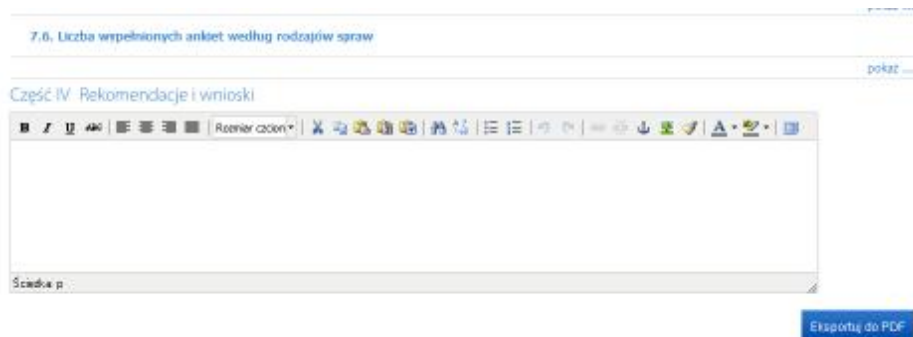 7.6. Liczba wypełnionych ankiet według rodzajów spraw
pokaż ...
Część IV Rekomendacje i wnioski
B I U ABC Rozmiar czcion A
Ścieżka p
Eksportuj do PDF